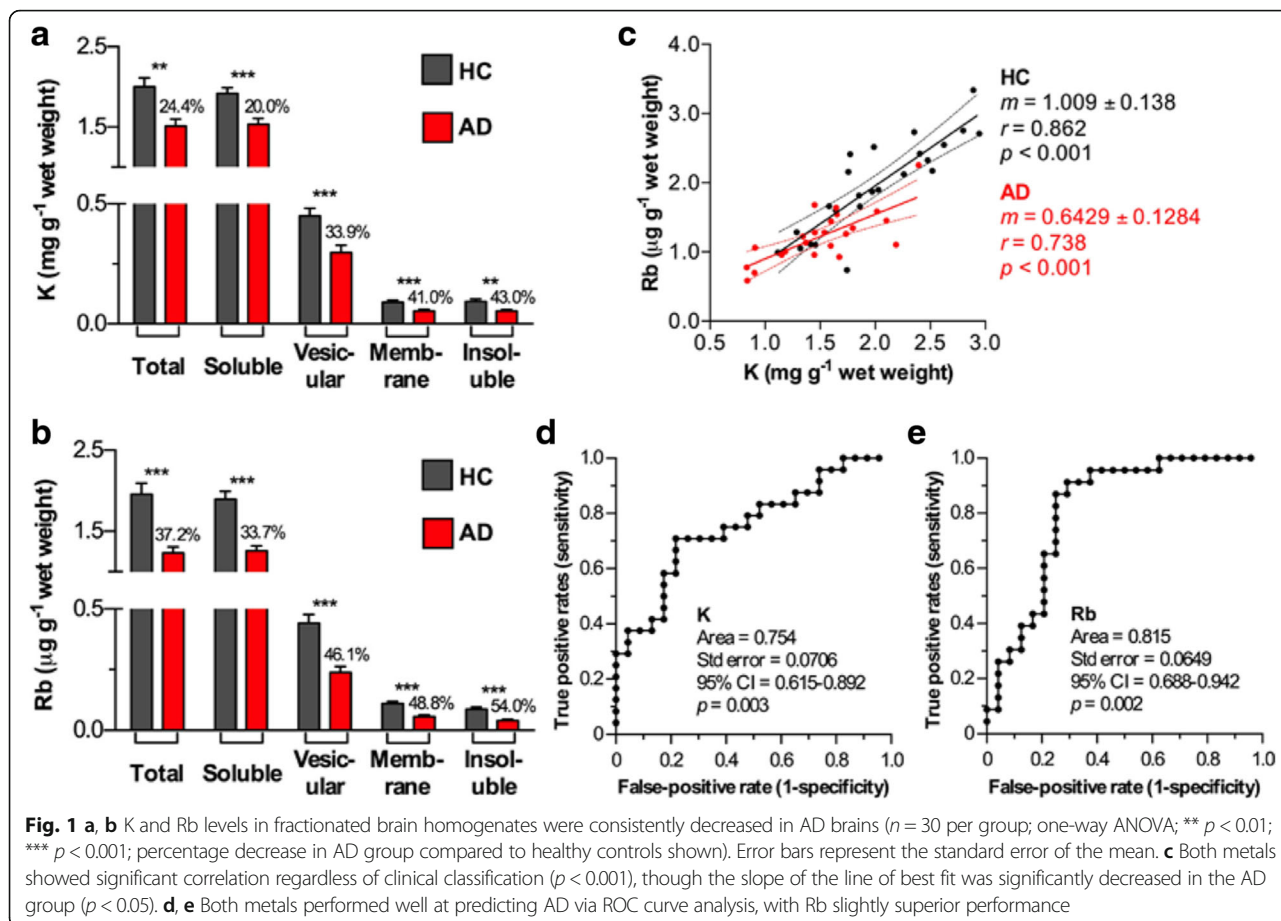 a
K (mg g⁻¹ wet weight)
2.5
1.5
0.5
0.0
** 24.4%
*** 20.0%
*** 33.9%
*** 41.0%
** 43.0%
HC
AD
Total
Soluble
Vesic-
ular
Memb-
rane
Insol-
uble
b
Rb (μg g⁻¹ wet weight)
2.5
1.5
0.5
0.0
*** 37.2%
*** 33.7%
*** 46.1%
*** 48.8%
*** 54.0%
HC
AD
Total
Soluble
Vesic-
ular
Memb-
rane
Insol-
uble
c
Rb (μg g⁻¹ wet weight)
4.0
3.0
2.0
1.0
0.0
0.5 1.0 1.5 2.0 2.5 3.0
K (mg g⁻¹ wet weight)
HC
m = 1.009 ± 0.138
r = 0.862
p < 0.001
AD
m = 0.6429 ± 0.1284
r = 0.738
p < 0.001
d
True positive rates (sensitivity)
1.0
0.8
0.6
0.4
0.2
0
K
Area = 0.754
Std error = 0.0706
95% CI = 0.615-0.892
p = 0.003
0 0.2 0.4 0.6 0.8 1.0
False-positive rate (1-specificity)
e
True positive rates (sensitivity)
1.0
0.8
0.6
0.4
0.2
0
Rb
Area = 0.815
Std error = 0.0649
95% CI = 0.688-0.942
p = 0.002
0 0.2 0.4 0.6 0.8 1.0
False-positive rate (1-specificity)
Fig. 1 a, b K and Rb levels in fractionated brain homogenates were consistently decreased in AD brains (n = 30 per group; one-way ANOVA; ** p < 0.01;
*** p < 0.001; percentage decrease in AD group compared to healthy controls shown). Error bars represent the standard error of the mean. c Both metals
showed significant correlation regardless of clinical classification (p < 0.001), though the slope of the line of best fit was significantly decreased in the AD
group (p < 0.05). d, e Both metals performed well at predicting AD via ROC curve analysis, with Rb slightly superior performance